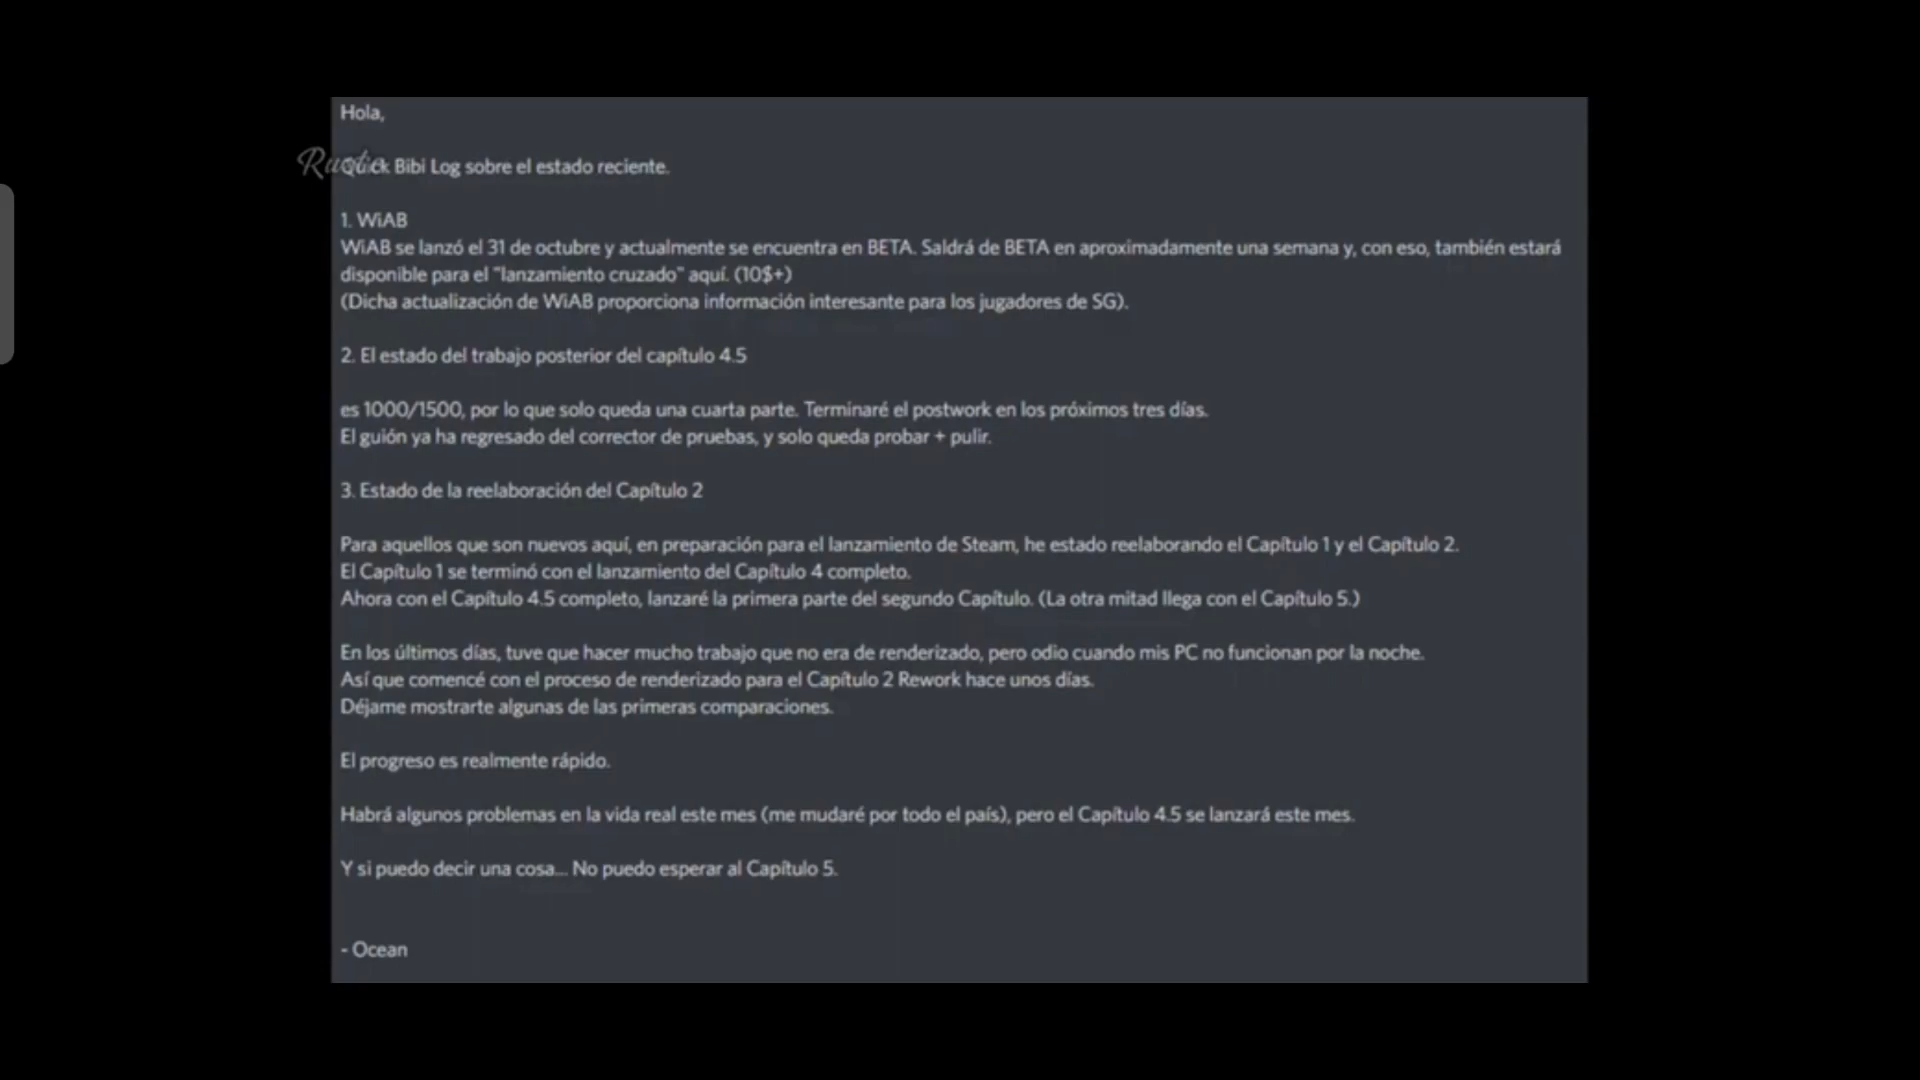 Hola,
Rustic
Quick Bibi Log sobre el estado reciente.
1. WiAB
WiAB se lanzó el 31 de octubre y actualmente se encuentra en BETA. Saldrá de BETA en aproximadamente una semana y, con eso, también estará
disponible para el "lanzamiento cruzado" aquí. (10$+)
(Dicha actualización de WiAB proporciona información interesante para los jugadores de SG).
2. El estado del trabajo posterior del capítulo 4.5
es 1000/1500, por lo que solo queda una cuarta parte. Terminaré el postwork en los próximos tres días.
El guión ya ha regresado del corrector de pruebas, y solo queda probar + pulir.
3. Estado de la reelaboración del Capítulo 2
Para aquellos que son nuevos aquí, en preparación para el lanzamiento de Steam, he estado reelaborando el Capítulo 1 y el Capítulo 2.
El Capítulo 1 se terminó con el lanzamiento del Capítulo 4 completo.
Ahora con el Capítulo 4.5 completo, lanzaré la primera parte del segundo Capítulo. (La otra mitad llega con el Capítulo 5.)
En los últimos días, tuve que hacer mucho trabajo que no era de renderizado, pero odio cuando mis PC no funcionan por la noche.
Así que comencé con el proceso de renderizado para el Capítulo 2 Rework hace unos días.
Déjame mostrarte algunas de las primeras comparaciones.
El progreso es realmente rápido.
Habrá algunos problemas en la vida real este mes (me mudaré por todo el país), pero el Capítulo 4.5 se lanzará este mes.
Y si puedo decir una cosa... No puedo esperar al Capítulo 5.
- Ocean